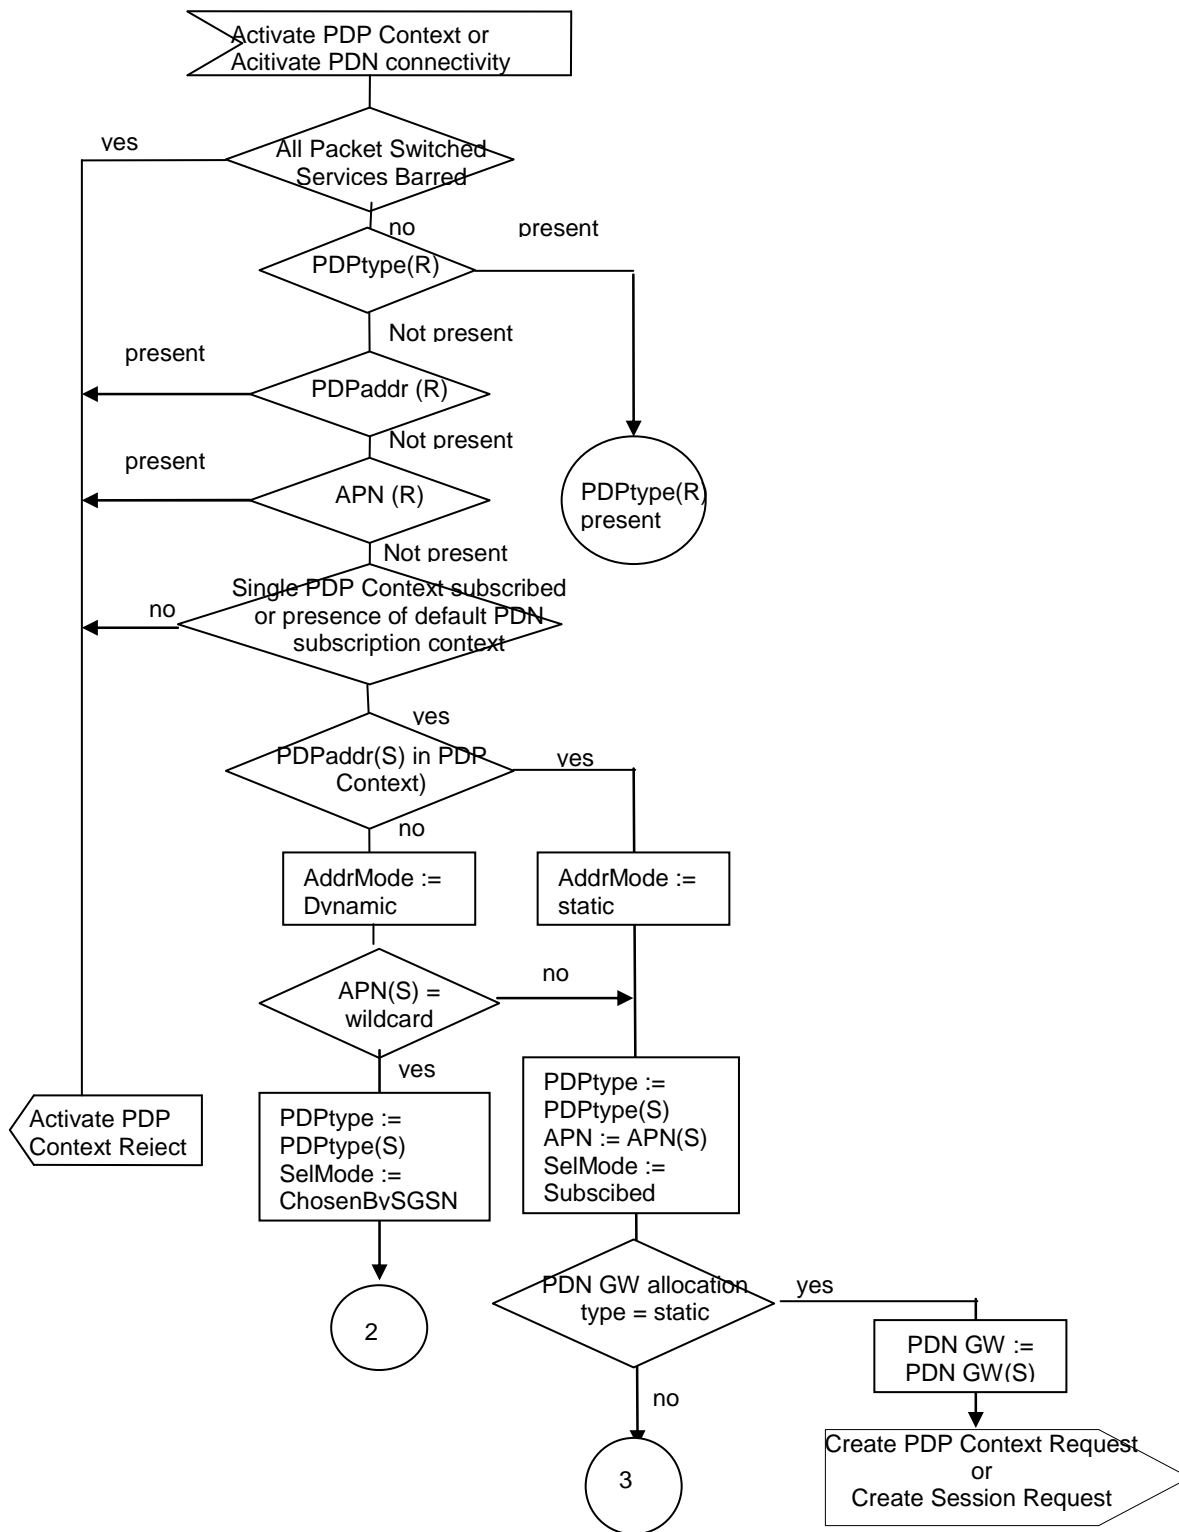 Activate PDP Context or
Acitivate PDN connectivity
yes
All Packet Switched
Services Barred
no
present
PDPtype(R)
Not present
present
PDPaddr (R)
Not present
present
APN (R)
PDPtype(R)
present
Not present
Single PDP Context subscribed
or presence of default PDN
subscription context
no
yes
PDPaddr(S) in PDP
Context)
yes
no
AddrMode :=
Dynamic
AddrMode :=
static
no
APN(S) =
wildcard
yes
Activate PDP
Context Reject
PDPtype :=
PDPtype(S)
SelMode :=
ChosenBySGSN
PDPtype :=
PDPtype(S)
APN := APN(S)
SelMode :=
Subscibed
PDN GW allocation
type = static
yes
2
PDN GW :=
PDN GW(S)
no
Create PDP Context Request
or
Create Session Request
3